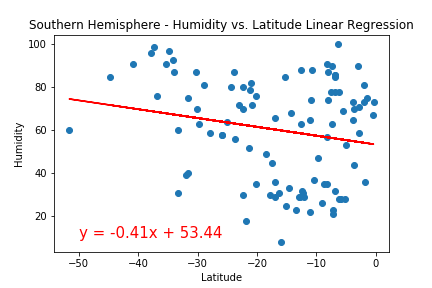 Southern Hemisphere - Humidity vs. Latitude Linear Regression
100
80
60
40
20
Humidity
y = -0.41x + 53.44
−50
−40
−30
−20
−10
0
Latitude